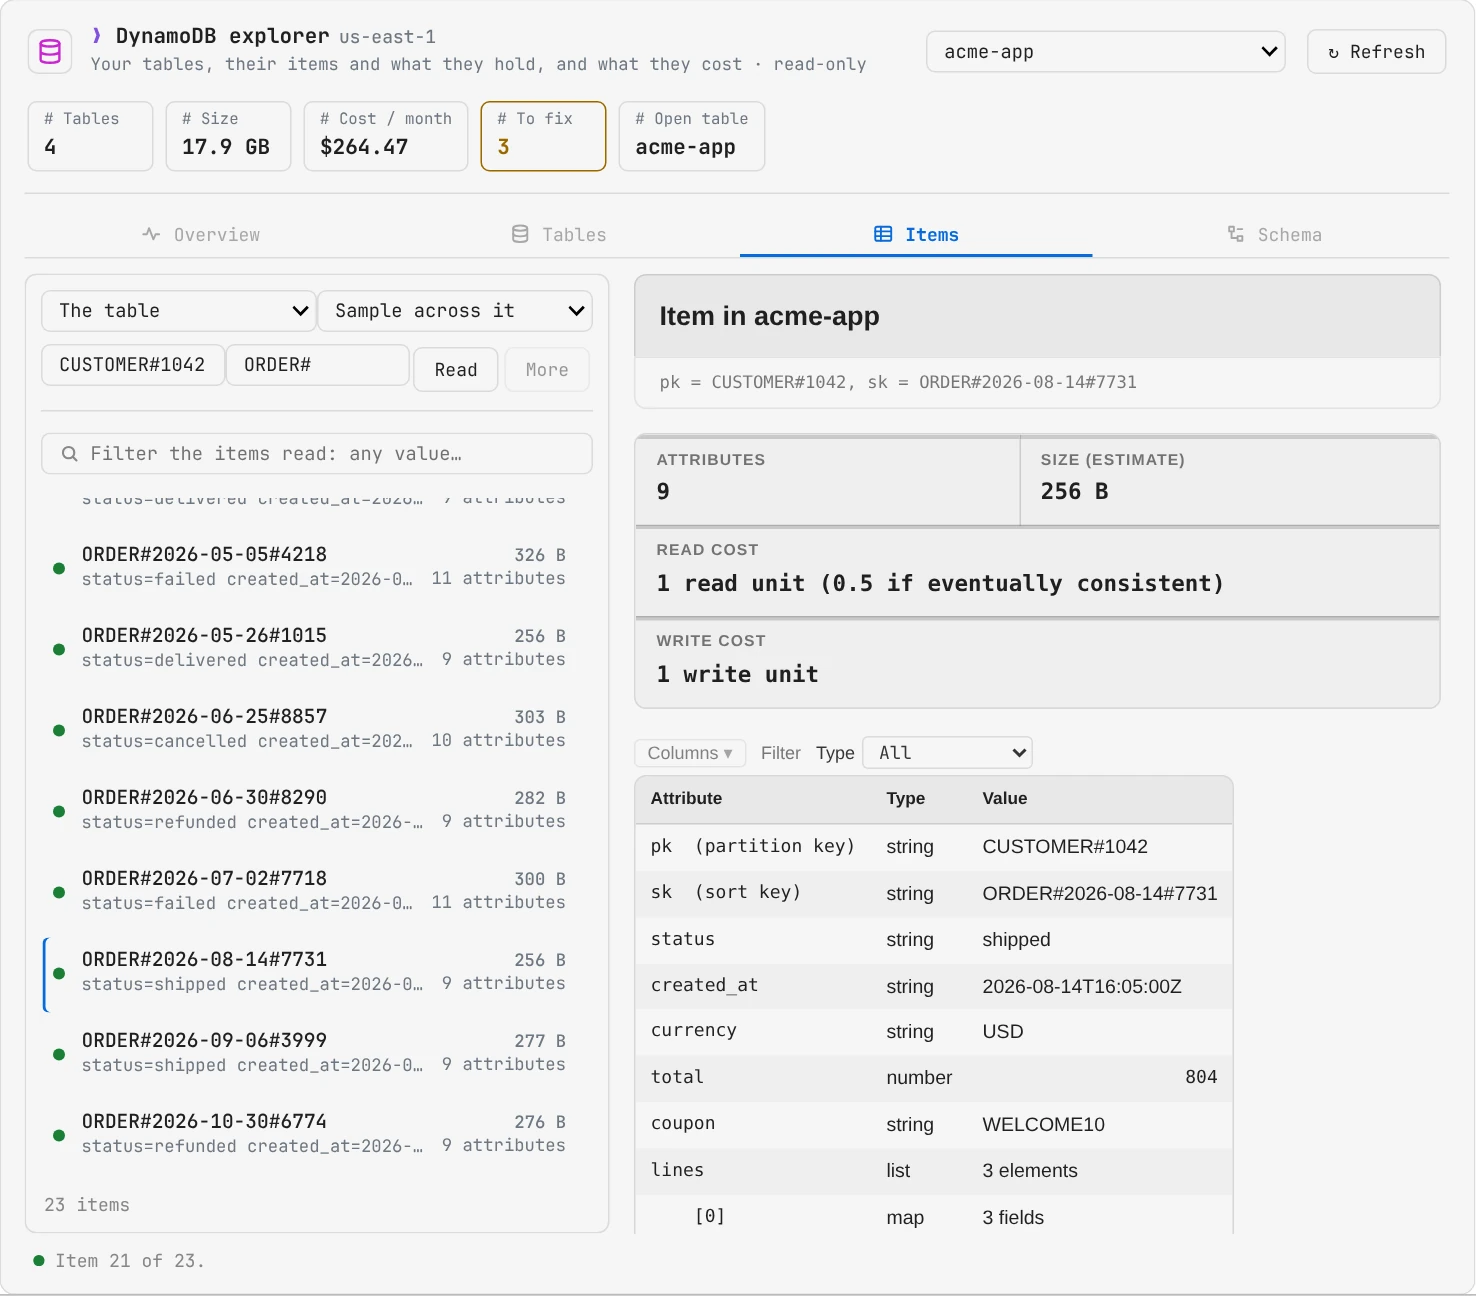 ❫ DynamoDB explorer us-east-1
Your tables, their items and what they hold, and what they cost · read-only
acme-app
↻ Refresh
# Tables
4
# Size
17.9 GB
# Cost / month
$264.47
# To fix
3
# Open table
acme-app
Overview
Tables
Items
Schema
The table
Sample across it
CUSTOMER#1042
ORDER#
Read
More
Filter the items read: any value…
status=delivered created_at=2026… 9 attributes
ORDER#2026-05-05#4218 326 B
status=failed created_at=2026-0… 11 attributes
ORDER#2026-05-26#1015 256 B
status=delivered created_at=2026… 9 attributes
ORDER#2026-06-25#8857 303 B
status=cancelled created_at=202… 10 attributes
ORDER#2026-06-30#8290 282 B
status=refunded created_at=2026-… 9 attributes
ORDER#2026-07-02#7718 300 B
status=failed created_at=2026-0… 11 attributes
ORDER#2026-08-14#7731 256 B
status=shipped created_at=2026-0… 9 attributes
ORDER#2026-09-06#3999 277 B
status=shipped created_at=2026-0… 9 attributes
ORDER#2026-10-30#6774 276 B
status=refunded created_at=2026-… 9 attributes
23 items
Item 21 of 23.
Item in acme-app
pk = CUSTOMER#1042, sk = ORDER#2026-08-14#7731
ATTRIBUTES
9
SIZE (ESTIMATE)
256 B
READ COST
1 read unit (0.5 if eventually consistent)
WRITE COST
1 write unit
Columns ▾ Filter Type All
Attribute Type Value
pk (partition key) string CUSTOMER#1042
sk (sort key) string ORDER#2026-08-14#7731
status string shipped
created_at string 2026-08-14T16:05:00Z
currency string USD
total number 804
coupon string WELCOME10
lines list 3 elements
[0] map 3 fields